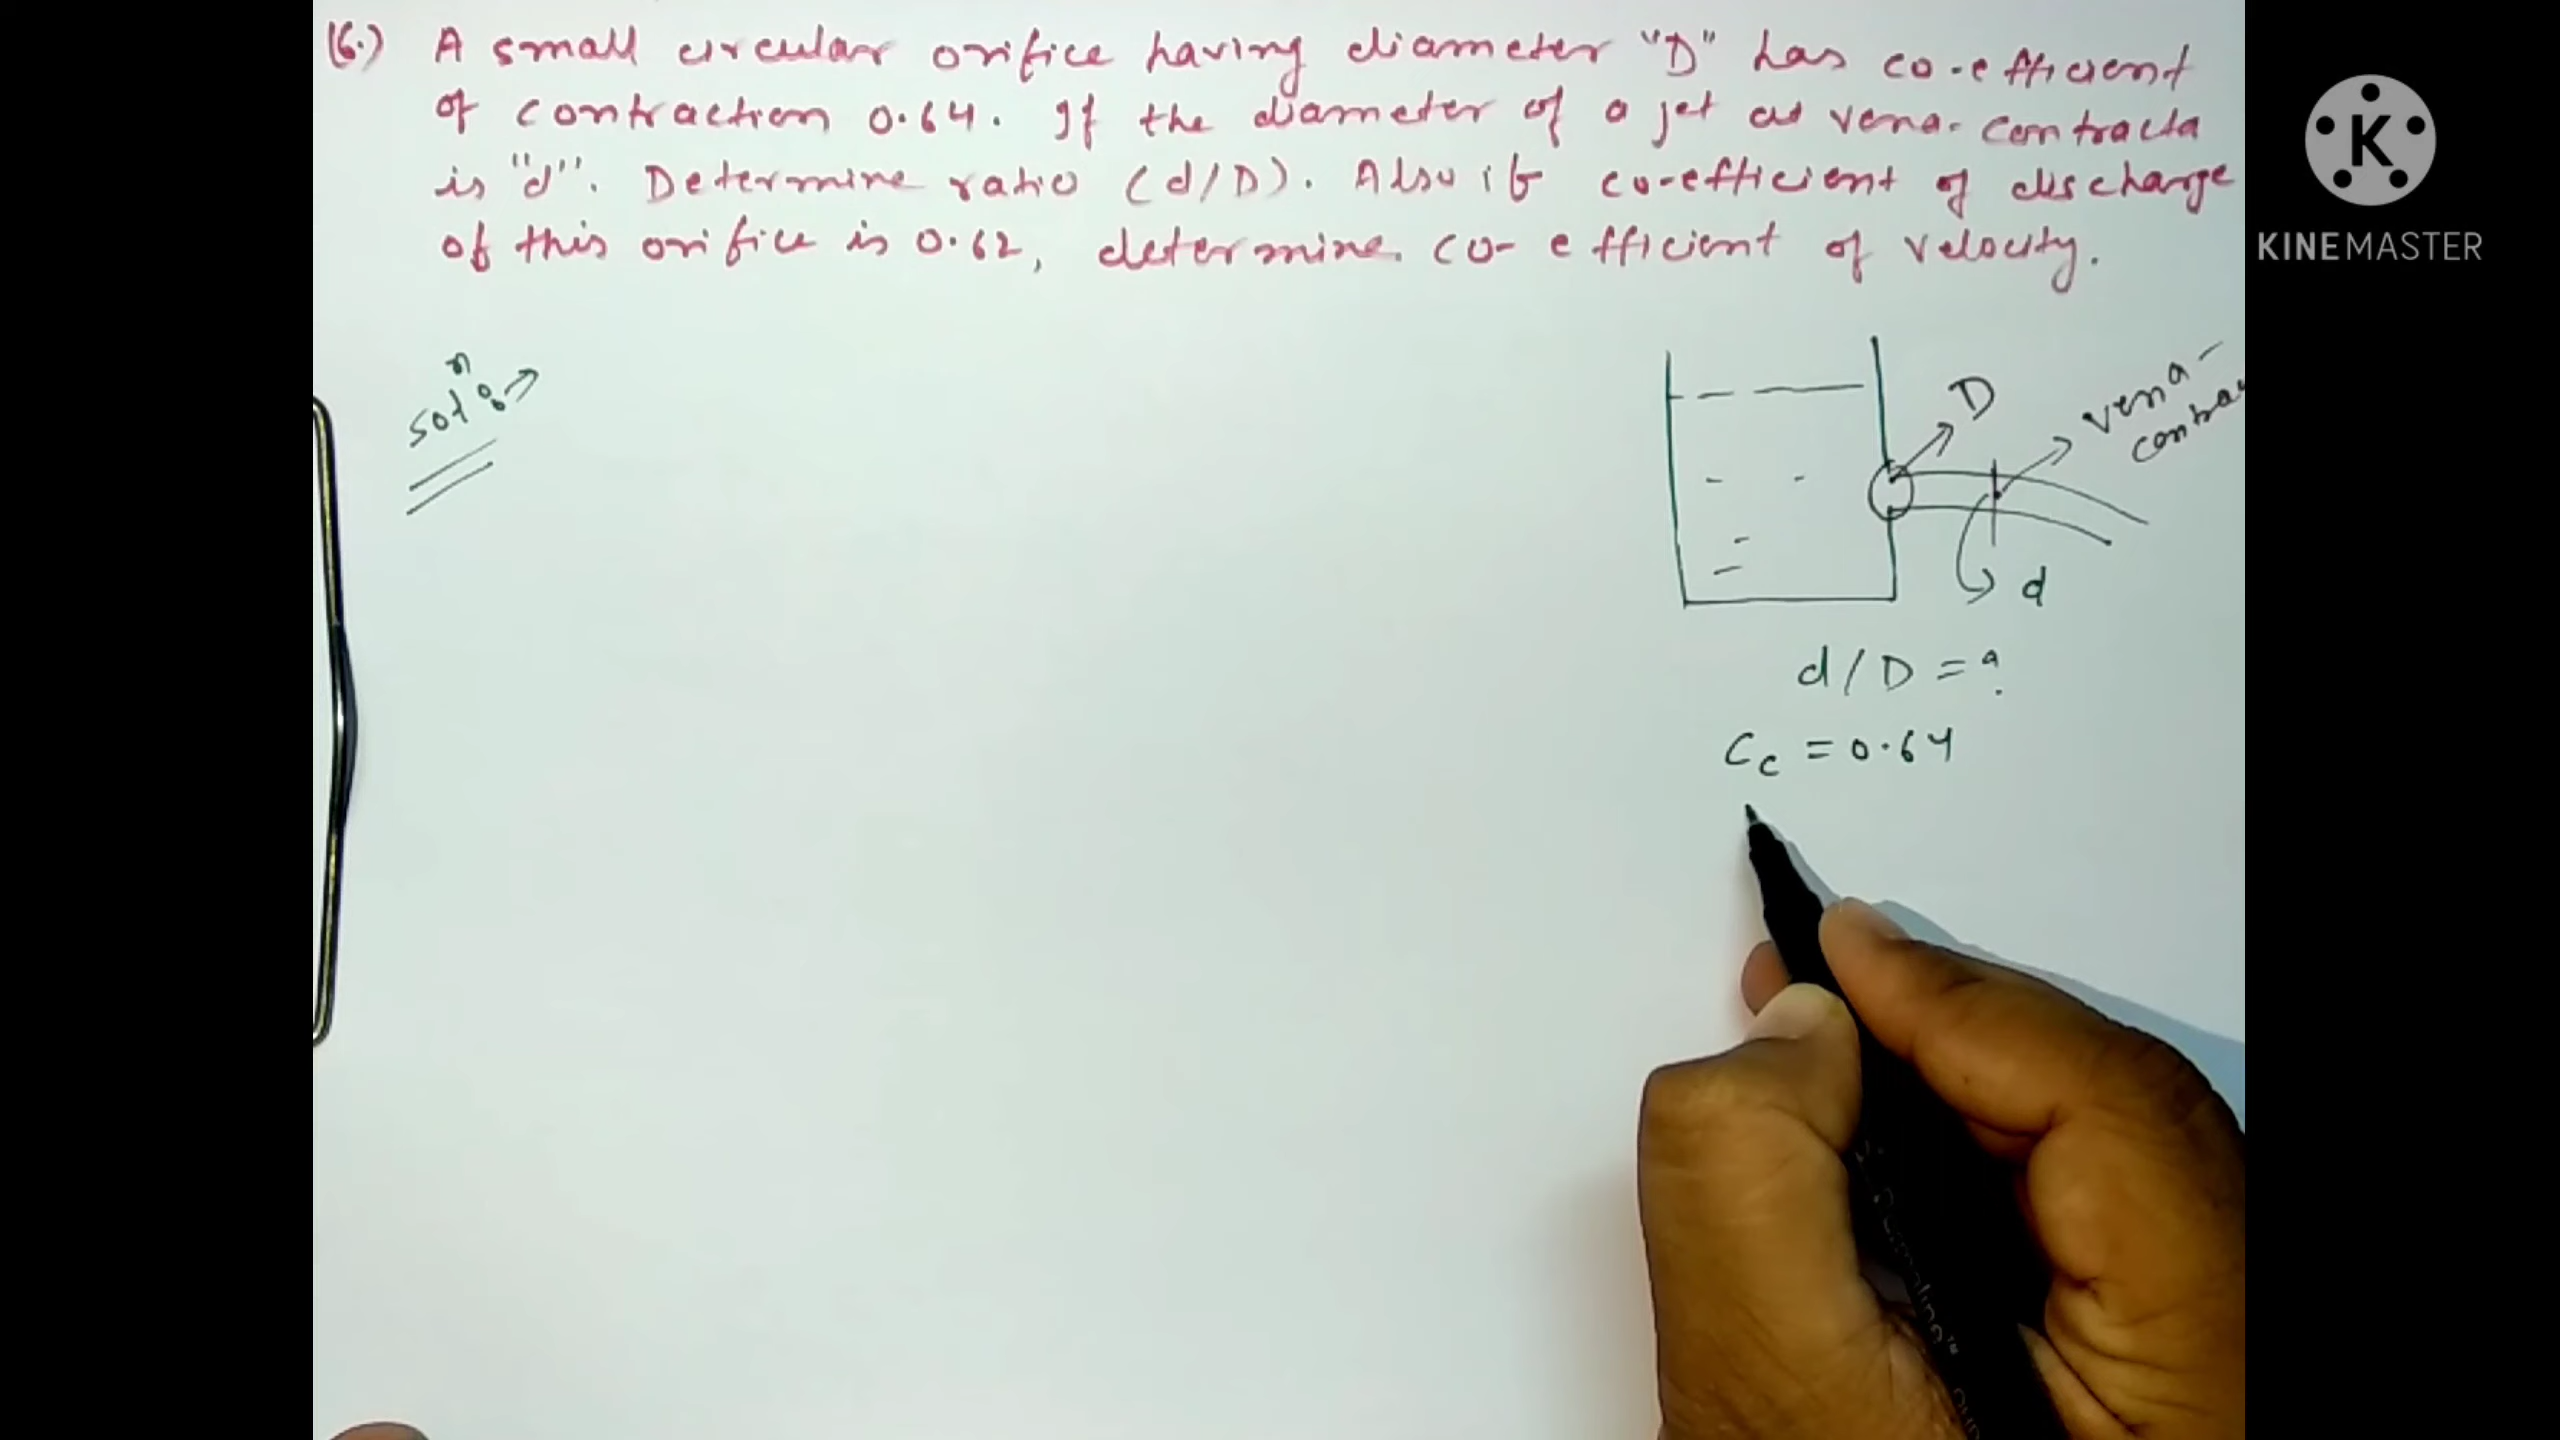 (6.) A small circular orifice having diameter "D" has co-efficient
of contraction 0.64. If the diameter of a jet at vena-contracta
is "d". Determine ratio (d/D). Also if co-efficient of discharge
of this orifice is 0.62, determine co-efficient of velocity.
K
KINEMASTER
soln:→
D
vena-
contrac
d
d/D = ?
Cc = 0.64